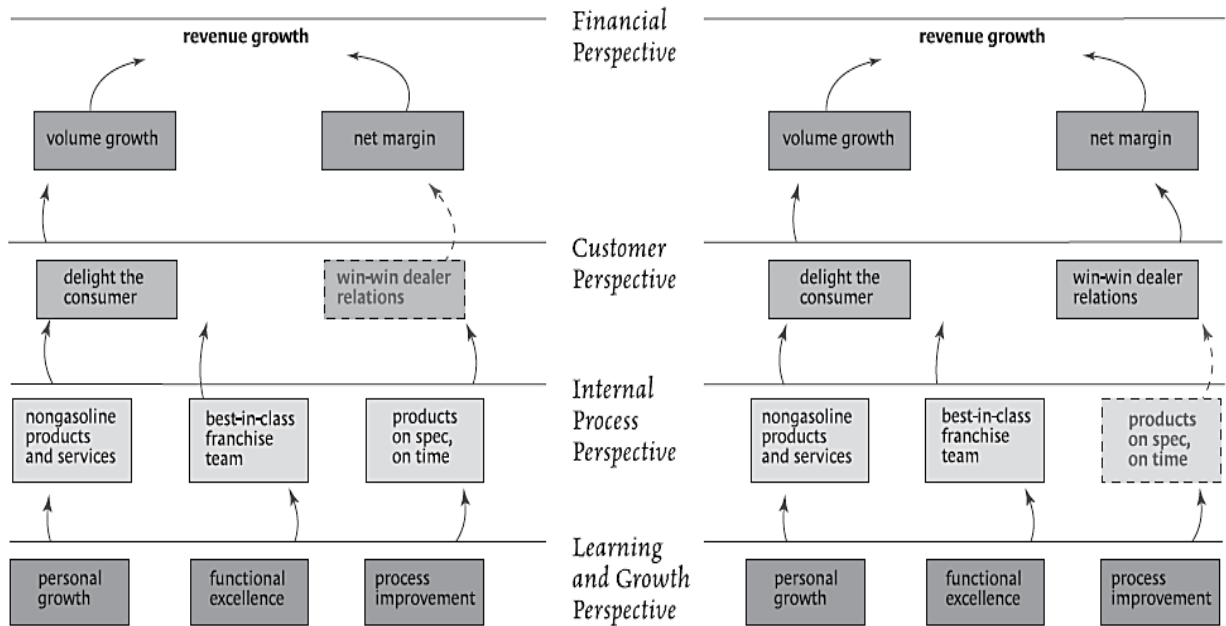 revenue growth
Financial
Perspective
revenue growth
volume growth
net margin
volume growth
net margin
Customer
Perspective
delight the
consumer
win-win dealer
relations
delight the
consumer
win-win dealer
relations
Internal
Process
Perspective
nongasoline
products
and services
best-in-class
franchise
team
products
on spec,
on time
nongasoline
products
and services
best-in-class
franchise
team
products
on spec,
on time
Learning
and Growth
Perspective
personal
growth
functional
excellence
process
improvement
personal
growth
functional
excellence
process
improvement